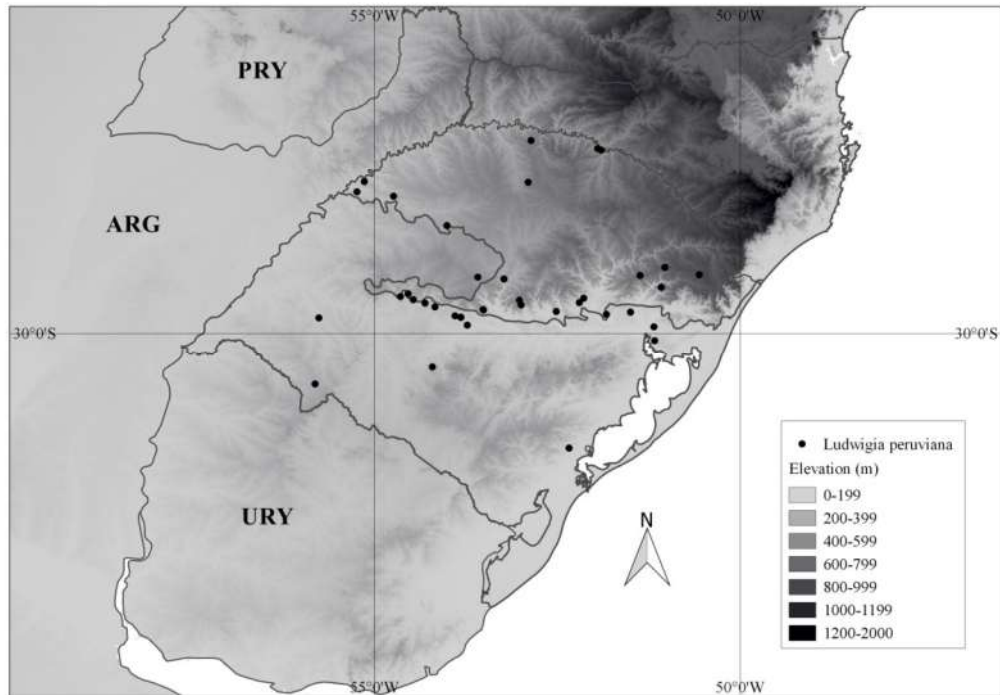 55°0'W 50°0'W
PRY
ARG
30°0'S 30°0'S
Ludwigia peruviana
Elevation (m)
0-199
200-399
400-599
600-799
800-999
1000-1199
1200-2000
URY
N
55°0'W 50°0'W